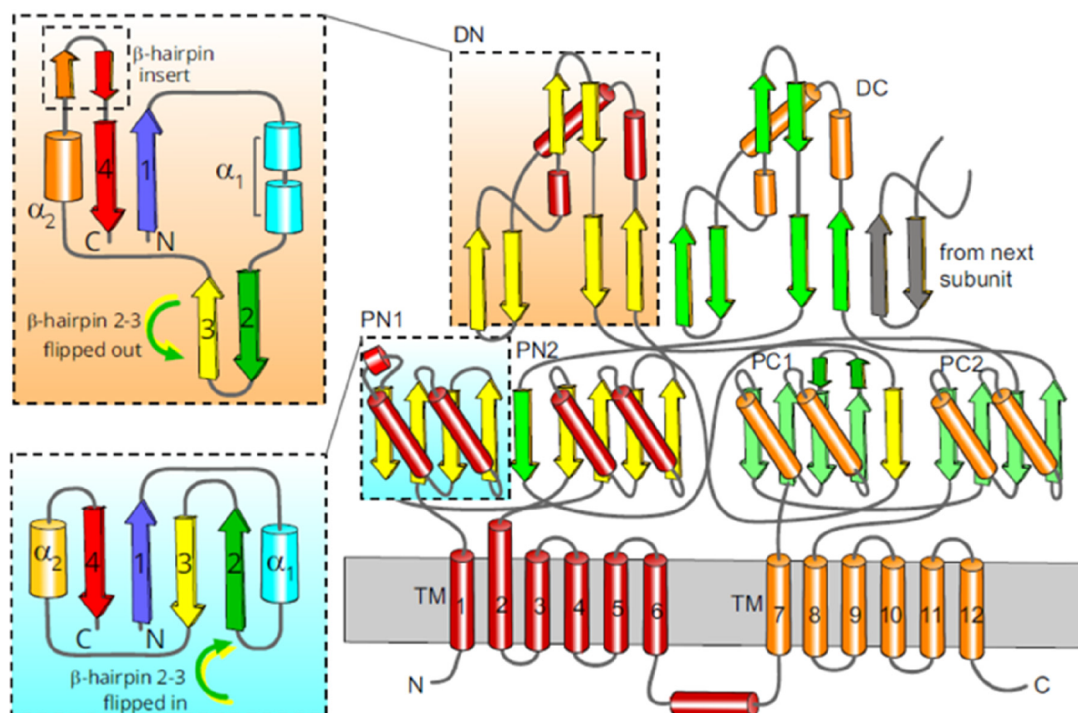 β-hairpin
insert
4
1
α1
α2
C
N
β-hairpin 2-3
flipped out
3
2
DN
DC
from next
subunit
PN1
PN2
PC1
PC2
α2
4
1
3
2
α1
C
N
β-hairpin 2-3
flipped in
TM
1
2
3
4
5
6
TM
7
8
9
10
11
12
N
C